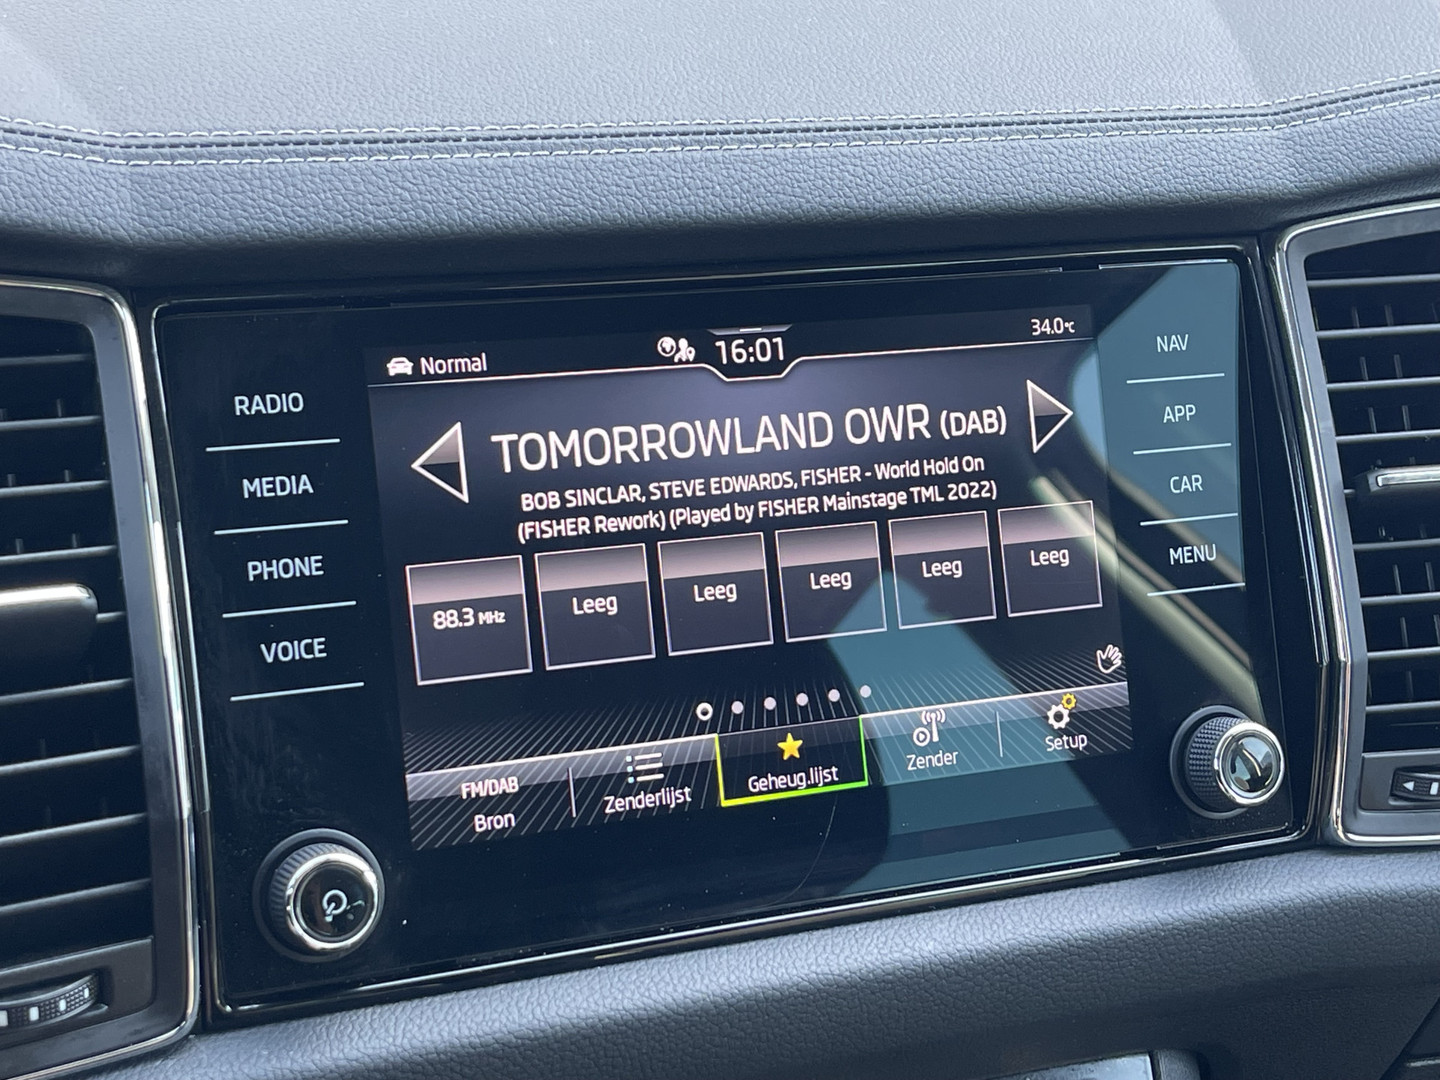 Normal
16:01
34.0°C
RADIO
MEDIA
PHONE
VOICE
TOMORROWLAND OWR (DAB)
BOB SINCLAR, STEVE EDWARDS, FISHER - World Hold On
(FISHER Rework) (Played by FISHER Mainstage TML 2022)
88.3 MHz
Leeg
Leeg
Leeg
Leeg
Leeg
FM/DAB
Bron
Zenderlijst
Geheug.lijst
Zender
Setup
NAV
APP
CAR
MENU